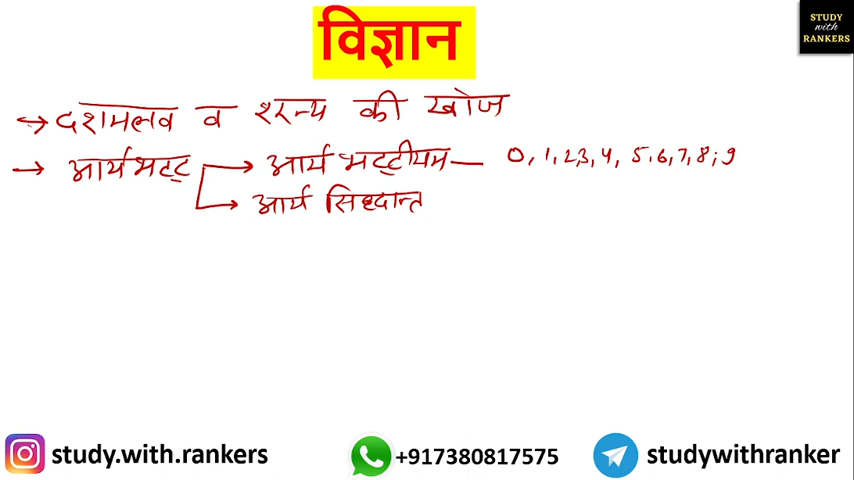 विज्ञान
STUDY
with
RANKERS
→ दशमलव व शून्य की खोज
→ आर्यभट्ट → आर्य भट्टीयम — 0, 1, 2, 3, 4, 5, 6, 7, 8, 9
→ आर्य सिद्धान्त
study.with.rankers
+917380817575
studywithranker